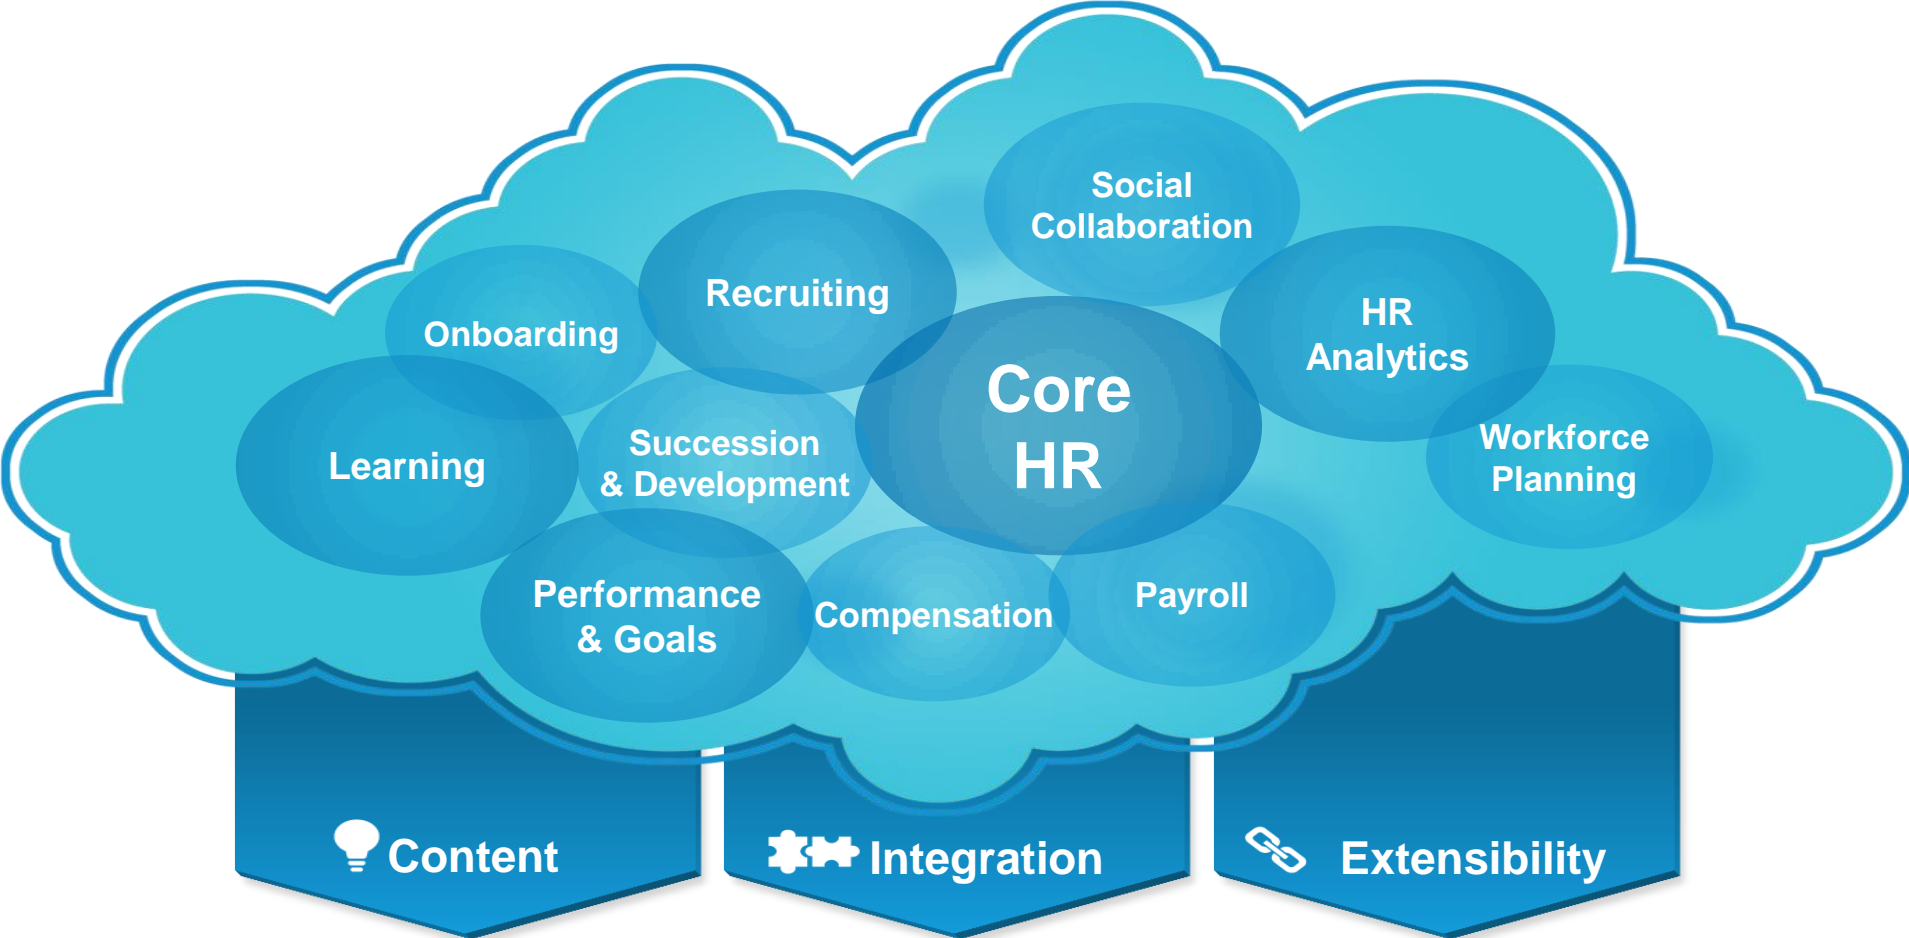 Social
Collaboration
Recruiting
HR
Analytics
Onboarding
Core
HR
Workforce
Planning
Learning
Succession
& Development
Performance
& Goals
Compensation
Payroll
Content
Integration
Extensibility